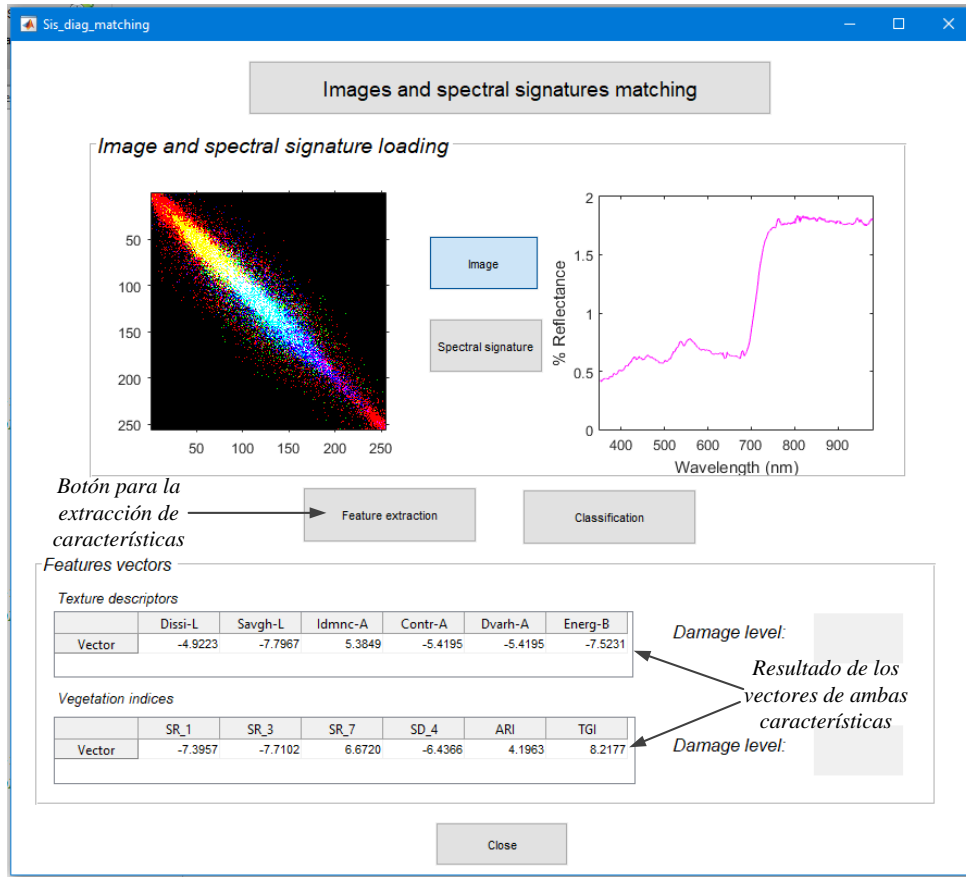 Sis_diag_matching
Images and spectral signatures matching
Image and spectral signature loading
50
100
150
200
250
50 100 150 200 250
Image
Spectral signature
2
1.5
1
0.5
0
% Reflectance
400 500 600 700 800 900
Wavelength (nm)
Botón para la
extracción de
características
Feature extraction
Classification
Features vectors
Texture descriptors
Dissi-L Savgh-L Idmnc-A Contr-A Dvarh-A Energ-B
Vector -4.9223 -7.7967 5.3849 -5.4195 -5.4195 -7.5231
Damage level:
Resultado de los
vectores de ambas
características
Vegetation indices
SR_1 SR_3 SR_7 SD_4 ARI TGI
Vector -7.3957 -7.7102 6.6720 -6.4366 4.1963 8.2177
Damage level:
Close